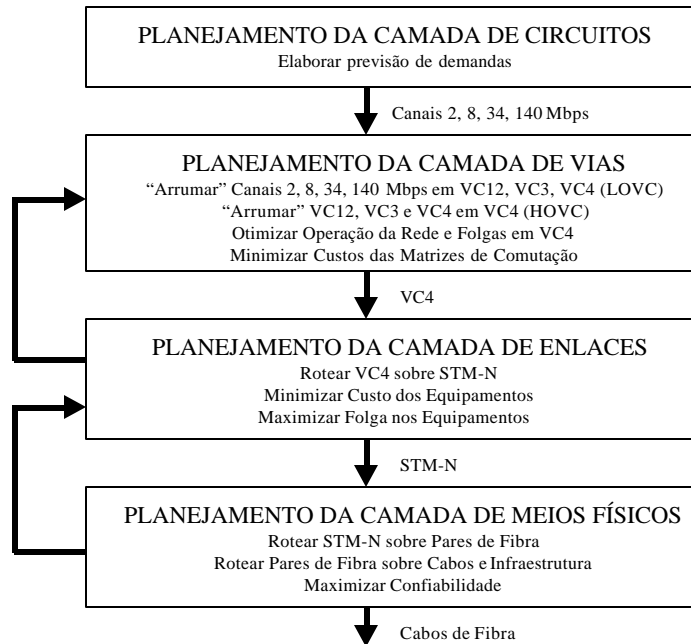 PLANEJAMENTO DA CAMADA DE CIRCUITOS
Elaborar previsão de demandas
Canais 2, 8, 34, 140 Mbps
PLANEJAMENTO DA CAMADA DE VIAS
“Arrumar” Canais 2, 8, 34, 140 Mbps em VC12, VC3, VC4 (LOVC)
“Arrumar” VC12, VC3 e VC4 em VC4 (HOVC)
Otimizar Operação da Rede e Folgas em VC4
Minimizar Custos das Matrizes de Comutação
VC4
PLANEJAMENTO DA CAMADA DE ENLACES
Rotear VC4 sobre STM-N
Minimizar Custo dos Equipamentos
Maximizar Folga nos Equipamentos
STM-N
PLANEJAMENTO DA CAMADA DE MEIOS FÍSICOS
Rotear STM-N sobre Pares de Fibra
Rotear Pares de Fibra sobre Cabos e Infraestrutura
Maximizar Confiabilidade
Cabos de Fibra